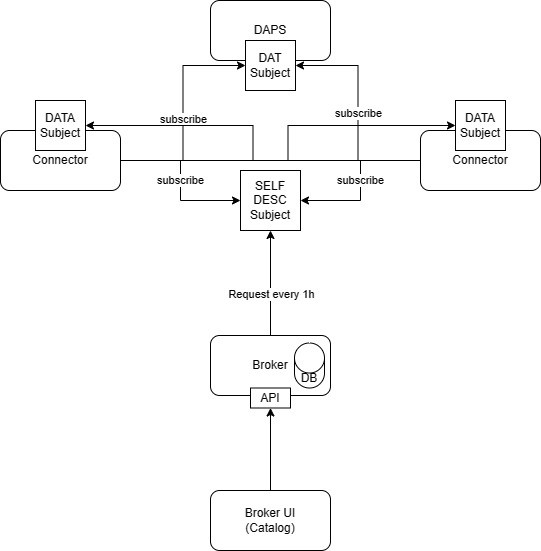 DAPS
DAT
Subject
DATA
Subject
subscribe
subscribe
DATA
Subject
Connector
Connector
subscribe
SELF
DESC
Subject
subscribe
Request every 1h
Broker
DB
API
Broker UI
(Catalog)